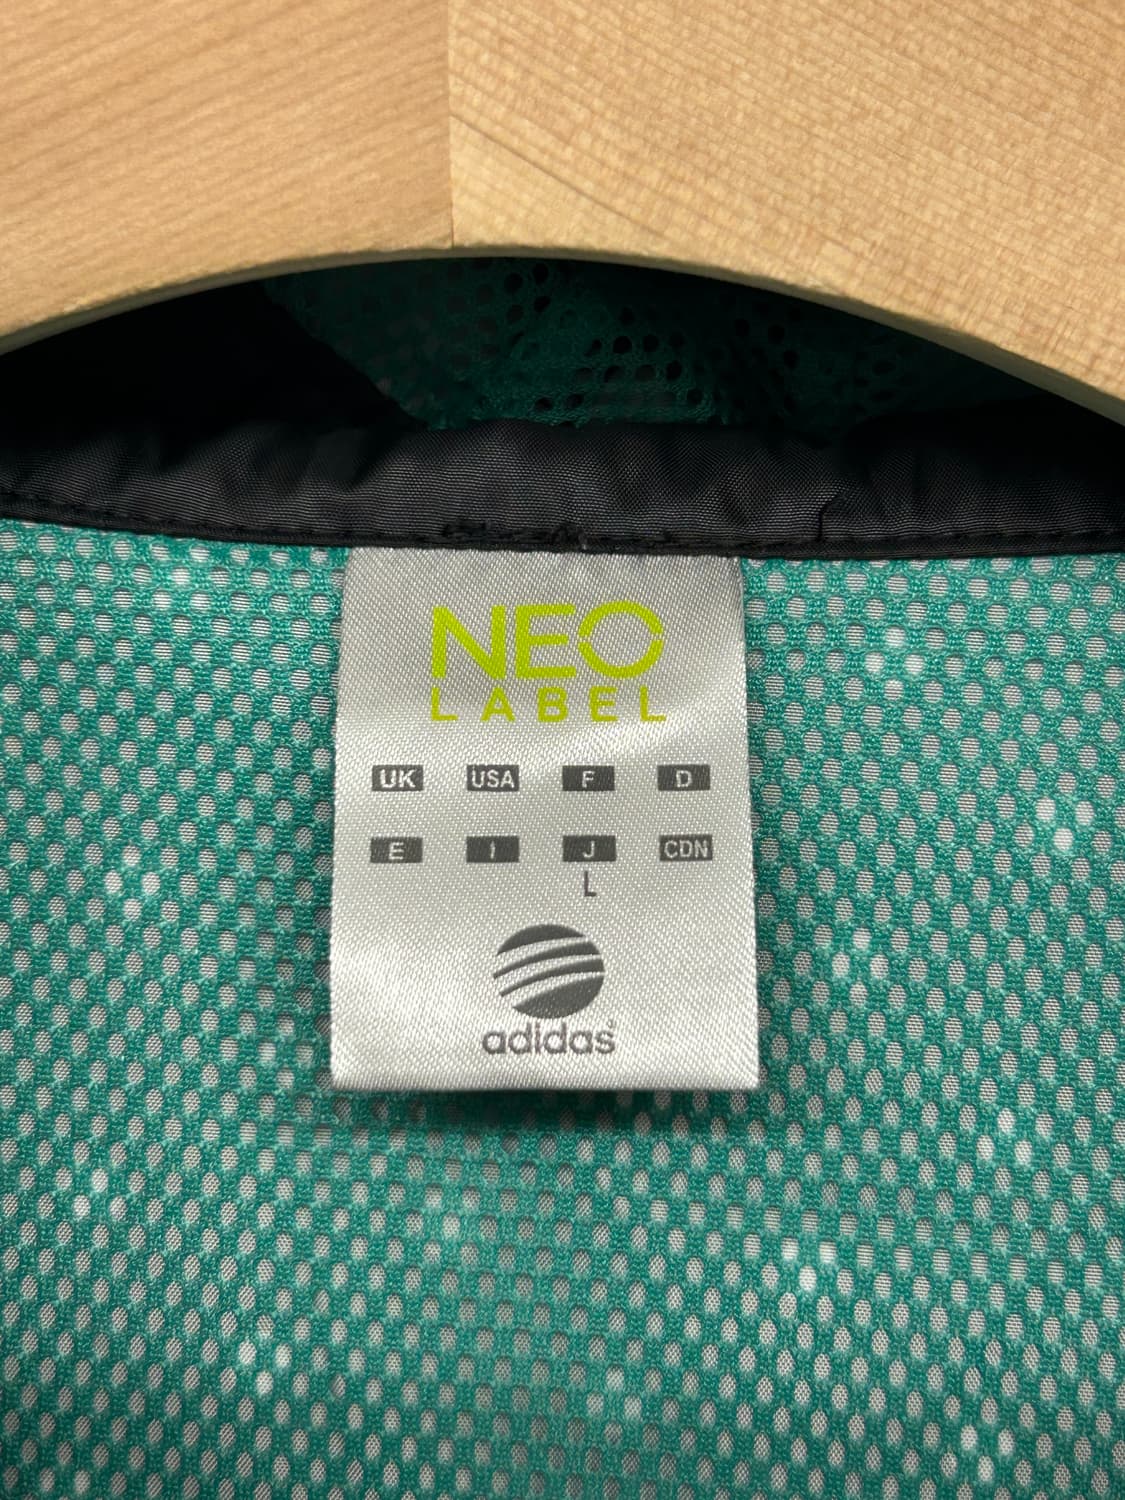 NEO
LABEL
UK USA F D
E I J CDN
L
adidas